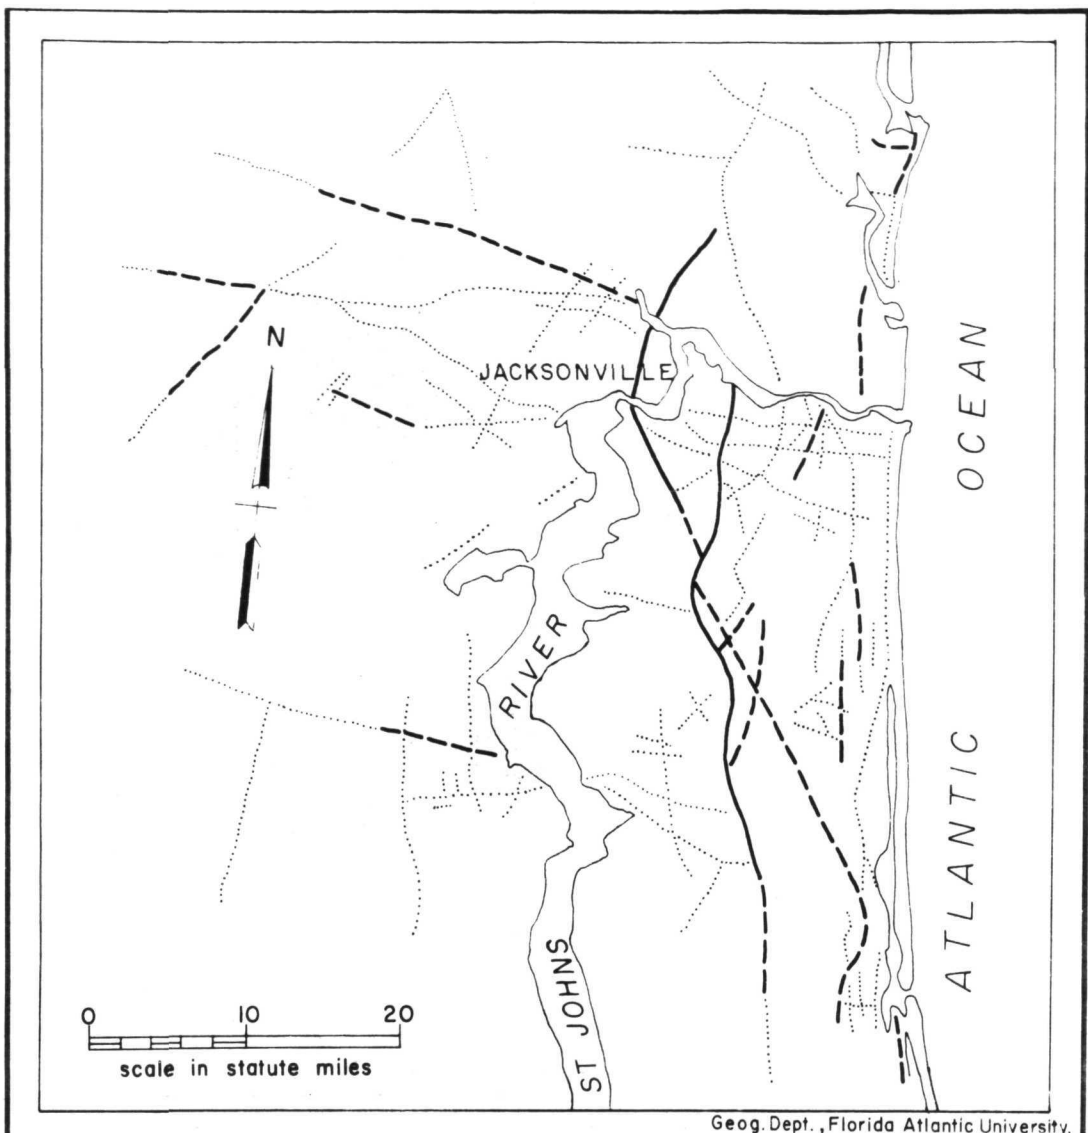 N
JACKSONVILLE
OCEAN
RIVER
ATLANTIC
ST JOHNS
0 10 20
scale in statute miles
Geog. Dept., Florida Atlantic University.